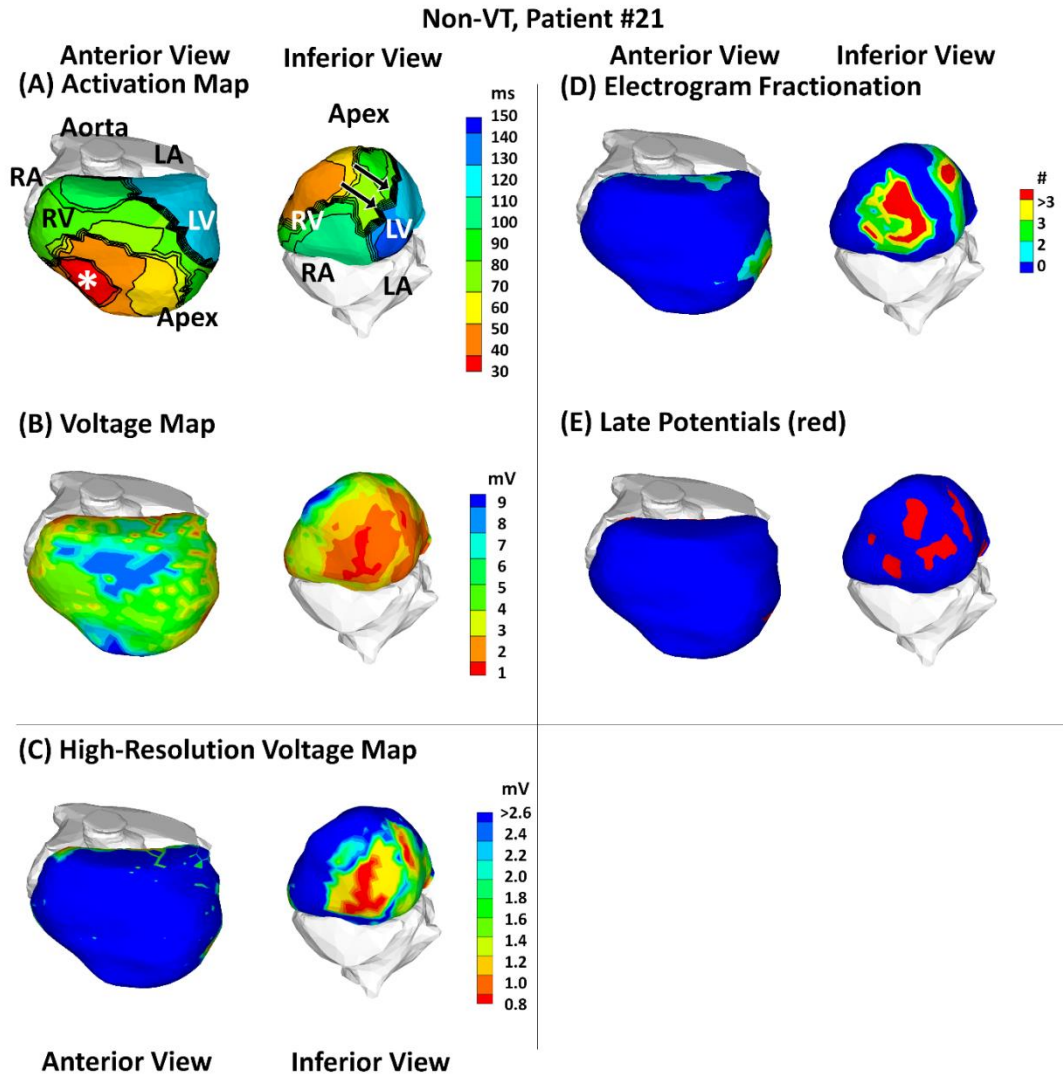 Non-VT, Patient #21
Anterior View
Inferior View
(A) Activation Map
Aorta
LA
RA
RV
LV
*
Apex
Apex
RV
LV
RA
LA
ms
150
140
130
120
110
100
90
80
70
60
50
40
30
(B) Voltage Map
mV
9
8
7
6
5
4
3
2
1
(C) High-Resolution Voltage Map
mV
>2.6
2.4
2.2
2.0
1.8
1.6
1.4
1.2
1.0
0.8
Anterior View
Inferior View
Anterior View
Inferior View
(D) Electrogram Fractionation
#
>3
3
2
0
(E) Late Potentials (red)